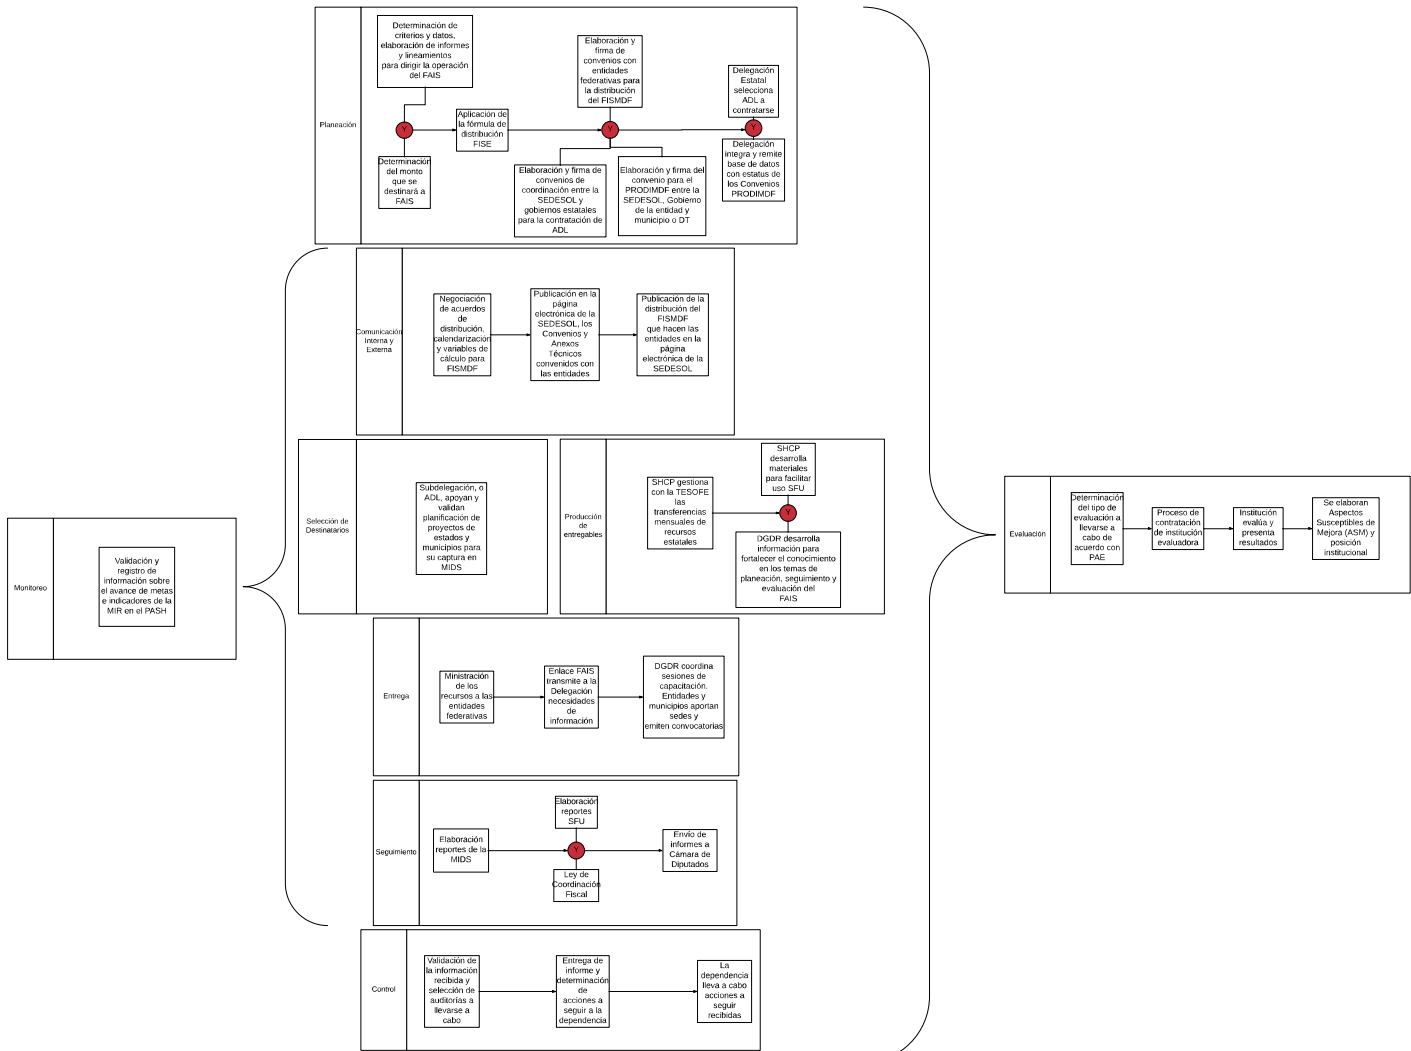 Planeación
Determinación de
criterios y datos,
elaboración de informes
y lineamientos
para dirigir la operación
del FAIS
Y
Determinación
del monto
que se
destinará a
FAIS
Aplicación de
la fórmula de
distribución
FISE
Elaboración y
firma de
convenios con
entidades
federativas para
la distribución
del FISMDF
Y
Elaboración y firma de
convenios de
coordinación entre la
SEDESOL y
gobiernos estatales
para la contratación de
ADL
Elaboración y firma del
convenio para el
PRODIMDF entre la
SEDESOL, Gobierno
de la entidad y
municipio o DT
Delegación
Estatal
selecciona
ADL a
contratarse
Y
Delegación
integra y remite
base de datos
con estatus de
los Convenios
PRODIMDF
Comunicación
Interna y
Externa
Negociación
de acuerdos
de
distribución,
calendarización
y variables de
cálculo para
FISMDF
Publicación en la
página
electrónica de la
SEDESOL, los
Convenios y
Anexos
Técnicos
convenidos con
las entidades
Publicación de la
distribución del
FISMDF
que hacen las
entidades en la
página
electrónica de la
SEDESOL
Selección de
Destinatarios
Subdelegación, o
ADL, apoyan y
validan
planificación de
proyectos de
estados y
municipios para
su captura en
MIDS
Producción
de
entregables
SHCP gestiona
con la TESOFE
las
transferencias
mensuales de
recursos
estatales
SHCP
desarrolla
materiales
para facilitar
uso SFU
Y
DGDR desarrolla
información para
fortalecer el conocimiento
en los temas de
planeación, seguimiento y
evaluación del
FAIS
Monitoreo
Validación y
registro de
información sobre
el avance de metas
e indicadores de la
MIR en el PASH
Evaluación
Determinación
del tipo de
evaluación a
llevarse a
cabo de
acuerdo con
PAE
Proceso de
contratación
de institución
evaluadora
Institución
evalúa y
presenta
resultados
Se elaboran
Aspectos
Susceptibles de
Mejora (ASM) y
posición
institucional
Entrega
Ministración
de los
recursos a las
entidades
federativas
Enlace FAIS
transmite a la
Delegación
necesidades
de
información
DGDR coordina
sesiones de
capacitación.
Entidades y
municipios aportan
sedes y
emiten convocatorias
Seguimiento
Elaboración
reportes de la
MIDS
Elaboración
reportes
SFU
Y
Ley de
Coordinación
Fiscal
Envío de
informes a
Cámara de
Diputados
Control
Validación de
la información
recibida y
selección de
auditorías a
llevarse a
cabo
Entrega de
informe y
determinación
de
acciones a
seguir a la
dependencia
La
dependencia
lleva a cabo
acciones a
seguir
recibidas